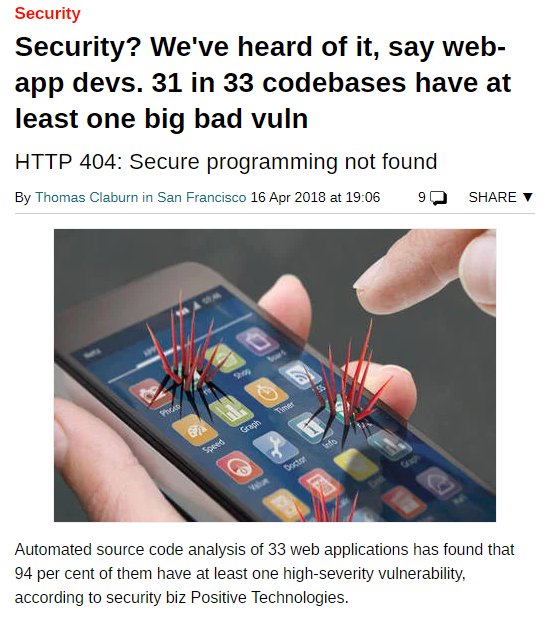 Security
Security? We've heard of it, say web-
app devs. 31 in 33 codebases have at
least one big bad vuln
HTTP 404: Secure programming not found
By Thomas Claburn in San Francisco 16 Apr 2018 at 19:06 9 SHARE ▼
Board
Shop
Photo
Timer
Graph
Speed
Info
Doctor
Value
Automated source code analysis of 33 web applications has found that
94 per cent of them have at least one high-severity vulnerability,
according to security biz Positive Technologies.